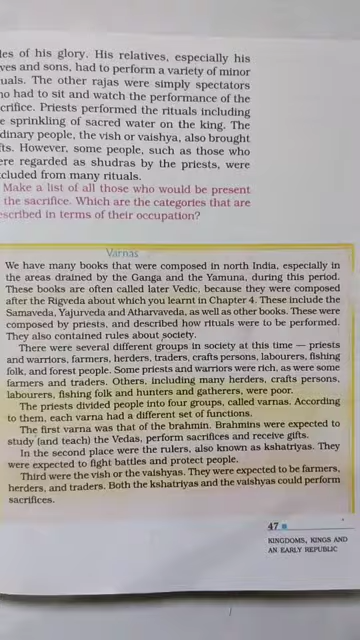 les of his glory. His relatives, especially his
ves and sons, had to perform a variety of minor
uals. The other rajas were simply spectators
ho had to sit and watch the performance of the
crifice. Priests performed the rituals including
e sprinkling of sacred water on the king. The
dinary people, the vish or vaishya, also brought
fts. However, some people, such as those who
ere regarded as shudras by the priests, were
cluded from many rituals.
Make a list of all those who would be present
the sacrifice. Which are the categories that are
escribed in terms of their occupation?
Varnas
We have many books that were composed in north India, especially in
the areas drained by the Ganga and the Yamuna, during this period.
These books are often called later Vedic, because they were composed
after the Rigveda about which you learnt in Chapter 4. These include the
Samaveda, Yajurveda and Atharvaveda, as well as other books. These were
composed by priests, and described how rituals were to be performed.
They also contained rules about society.
There were several different groups in society at this time — priests
and warriors, farmers, herders, traders, crafts persons, labourers, fishing
folk, and forest people. Some priests and warriors were rich, as were some
farmers and traders. Others, including many herders, crafts persons,
labourers, fishing folk and hunters and gatherers, were poor.
The priests divided people into four groups, called varnas. According
to them, each varna had a different set of functions.
The first varna was that of the brahmin. Brahmins were expected to
study (and teach) the Vedas, perform sacrifices and receive gifts.
In the second place were the rulers, also known as kshatriyas. They
were expected to fight battles and protect people.
Third were the vish or the vaishyas. They were expected to be farmers,
herders, and traders. Both the kshatriyas and the vaishyas could perform
sacrifices.
47
KINGDOMS, KINGS AND
AN EARLY REPUBLIC